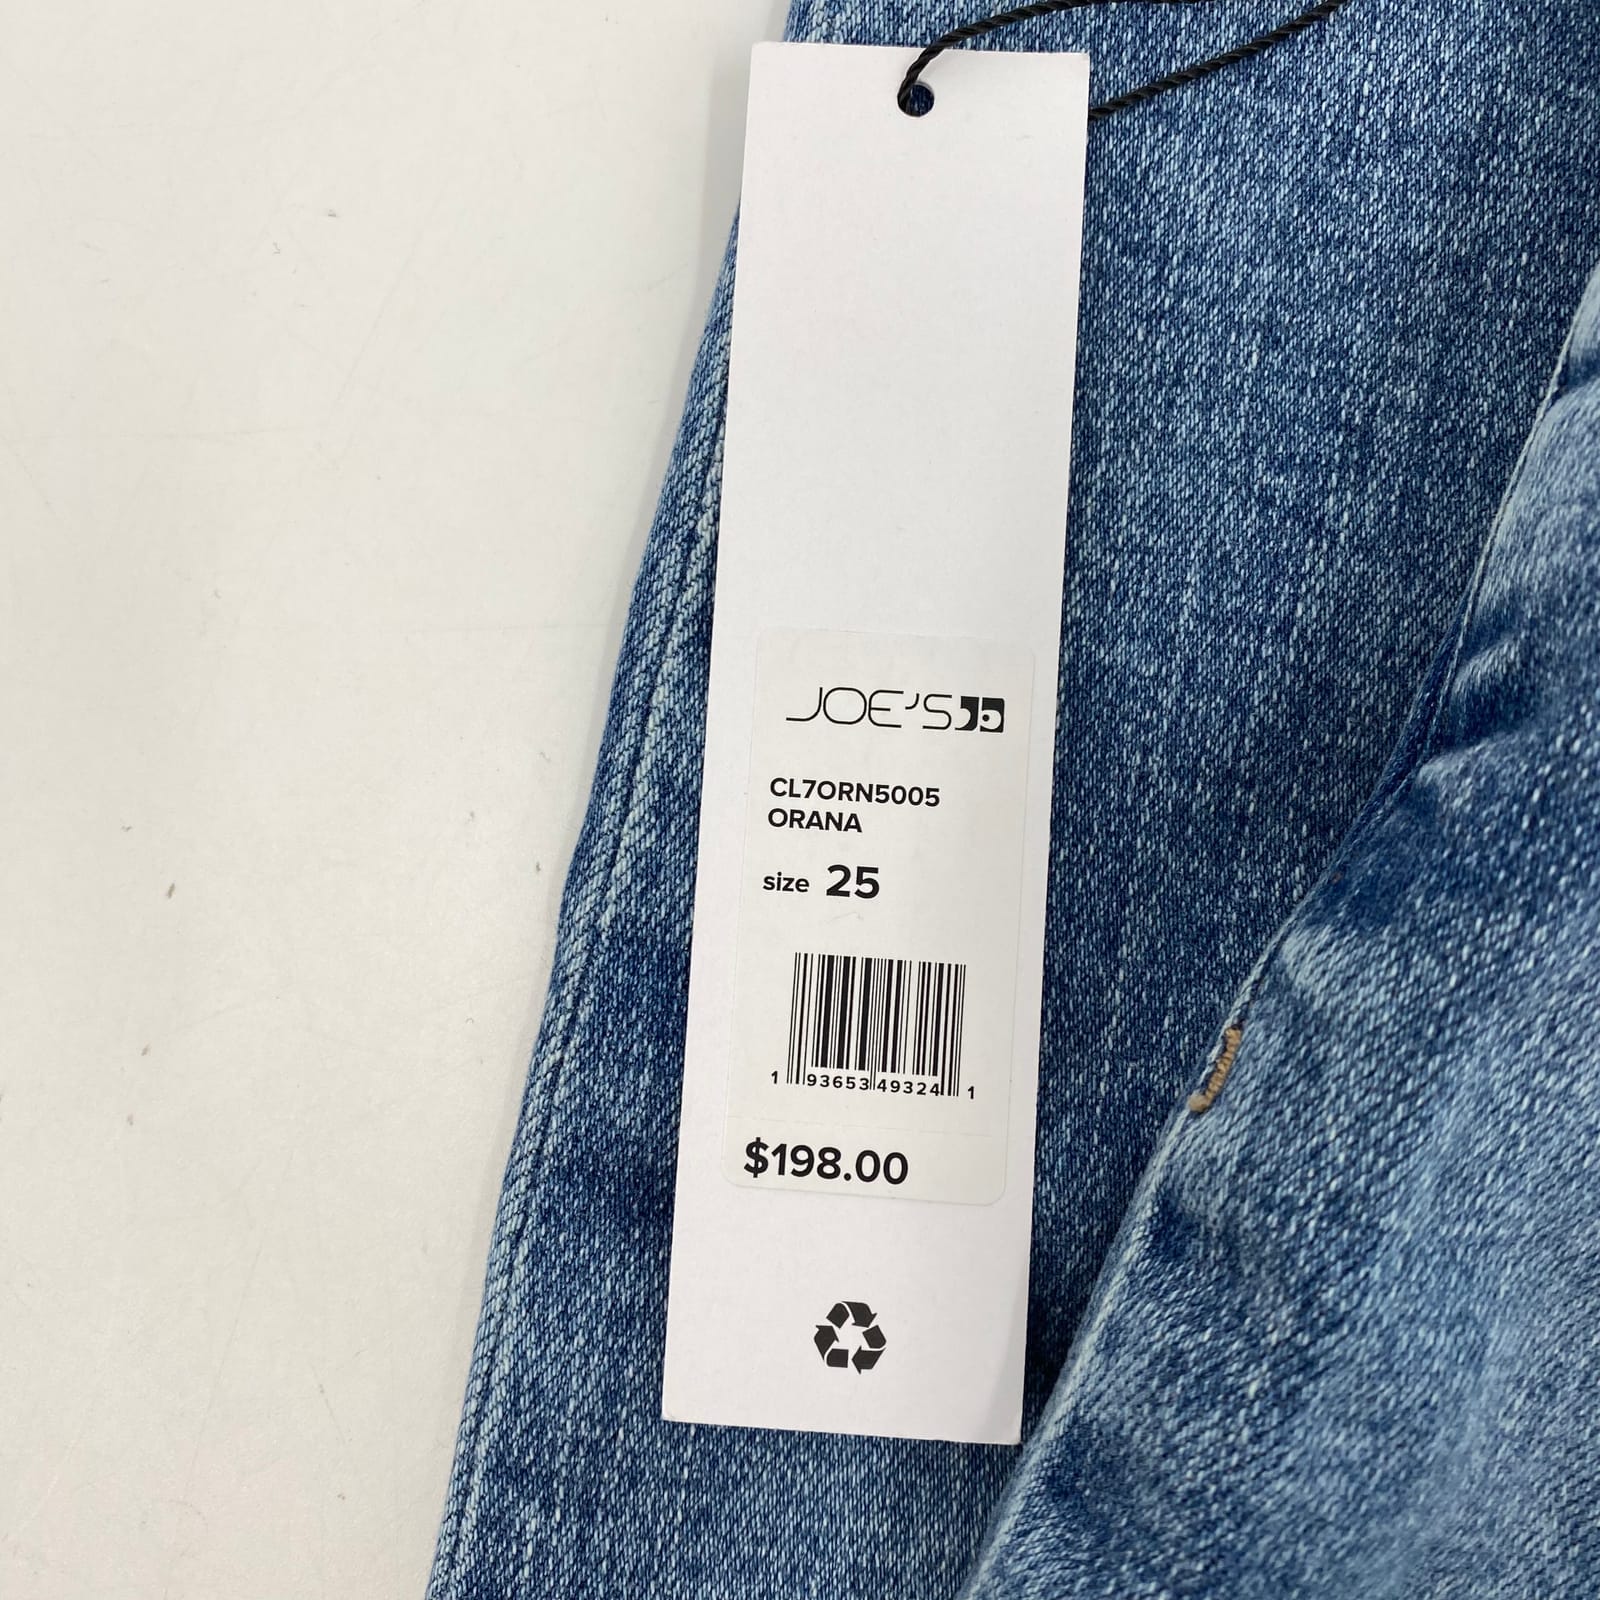 JOE'S
CL7ORN5005
ORANA
size 25
1 93653 49324 1
$198.00